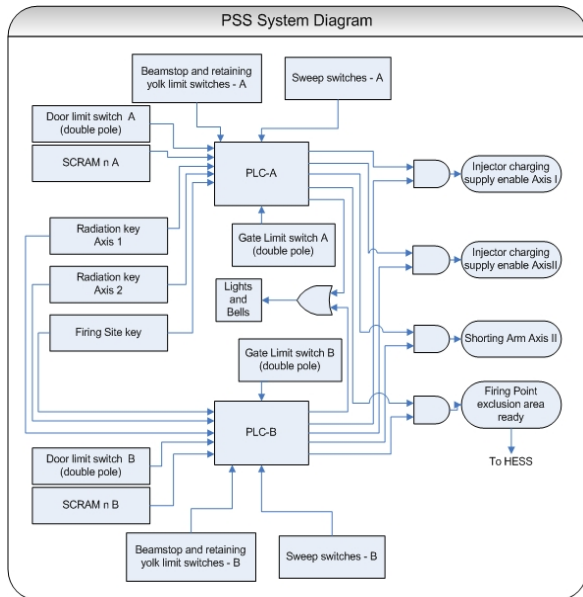 PSS System Diagram
Beamstop and retaining
yolk limit switches - A
Sweep switches - A
Door limit switch A
(double pole)
SCRAM n A
PLC-A
Injector charging
supply enable Axis I
Radiation key
Axis 1
Gate Limit switch A
(double pole)
Radiation key
Axis 2
Lights
and
Bells
Injector charging
supply enable AxisII
Firing Site key
Shorting Arm Axis II
Gate Limit switch B
(double pole)
Firing Point
exclusion area
ready
PLC-B
Door limit switch B
(double pole)
To HESS
SCRAM n B
Beamstop and retaining
yolk limit switches - B
Sweep switches - B